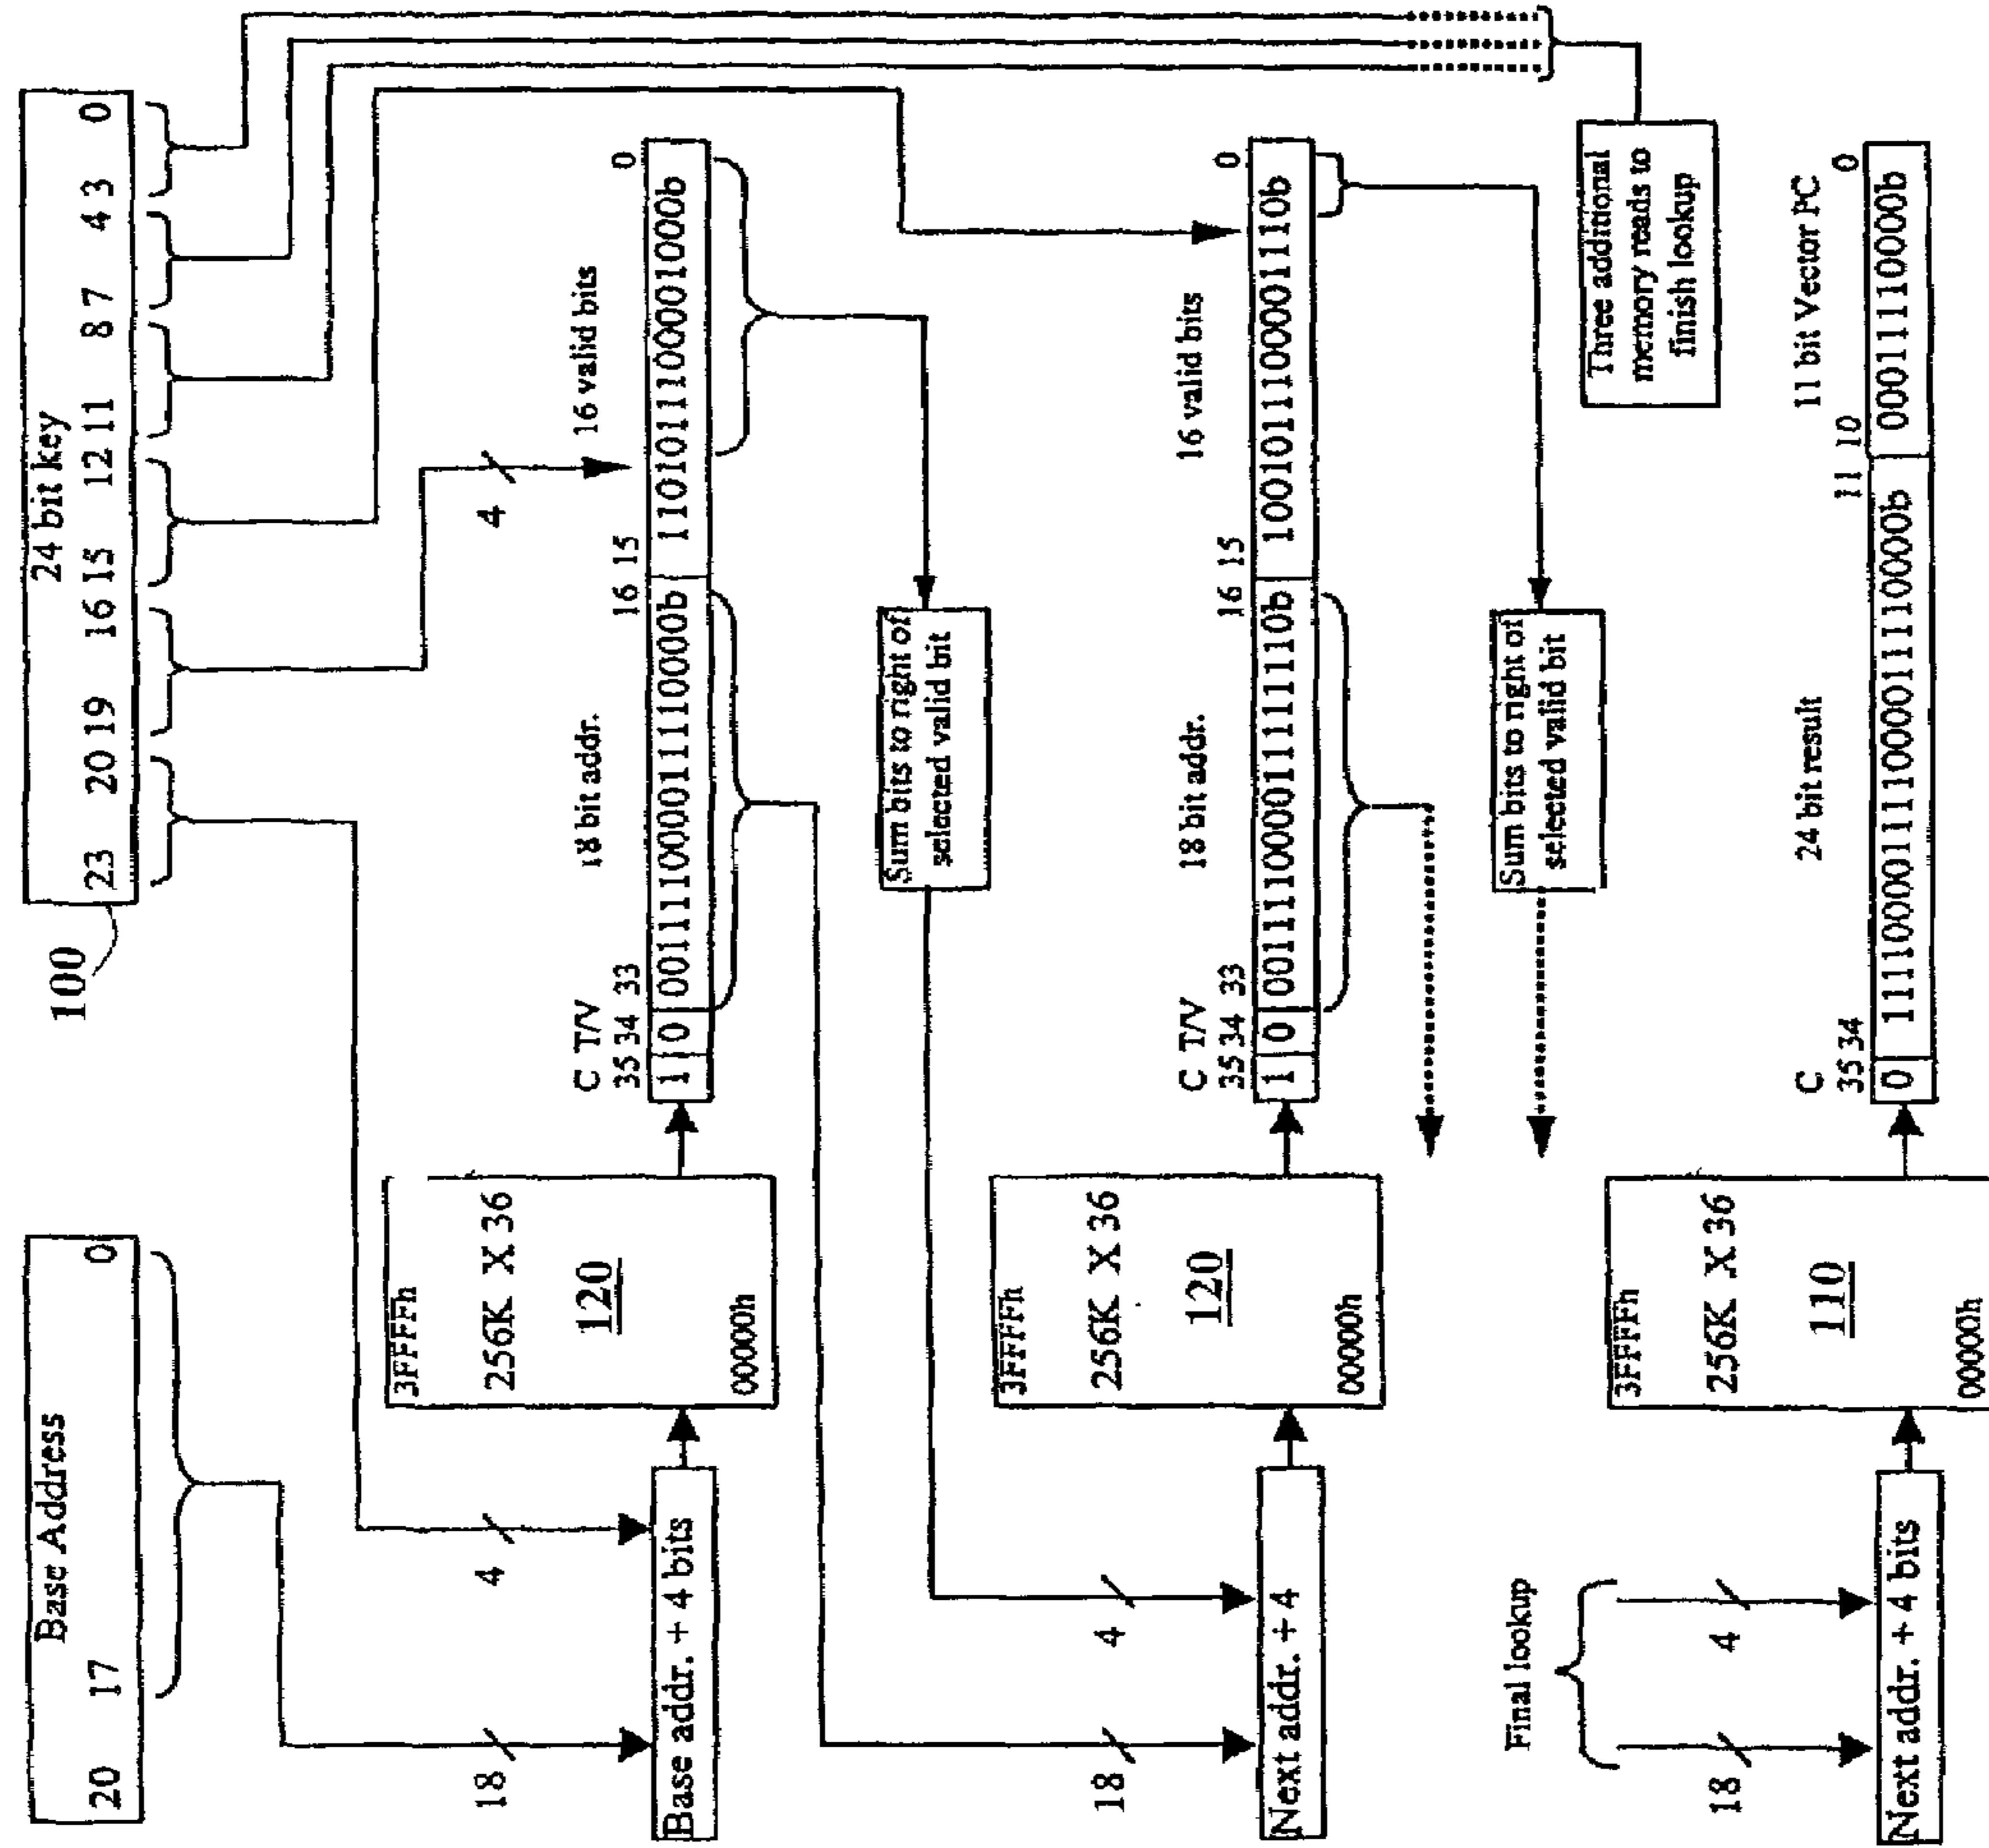 Base Address
20 17 0
24 bit key
23 20 19 16 15 12 11 8 7 4 3 0
100
18
4
Base addr. + 4 bits
3FFFFh
256K X 36
120
00000h
4
C T/V 18 bit addr. 16 valid bits
35 34 33 16 15 0
1 0 001111000011110000b 1101011100001000b
Sum bits to right of
selected valid bit
18
4
Next addr. + 4
3FFFFh
256K X 36
120
00000h
C T/V 18 bit addr. 16 valid bits
35 34 33 16 15 0
1 0 001111000011111110b 1001011100001110b
Sum bits to right of
selected valid bit
Three additional
memory reads to
finish lookup
Final lookup
18
4
Next addr. + 4 bits
3FFFFh
256K X 36
110
00000h
C 24 bit result 11 bit Vector PC
35 34 11 10 0
0 111100001111000011110000b 00011110000b